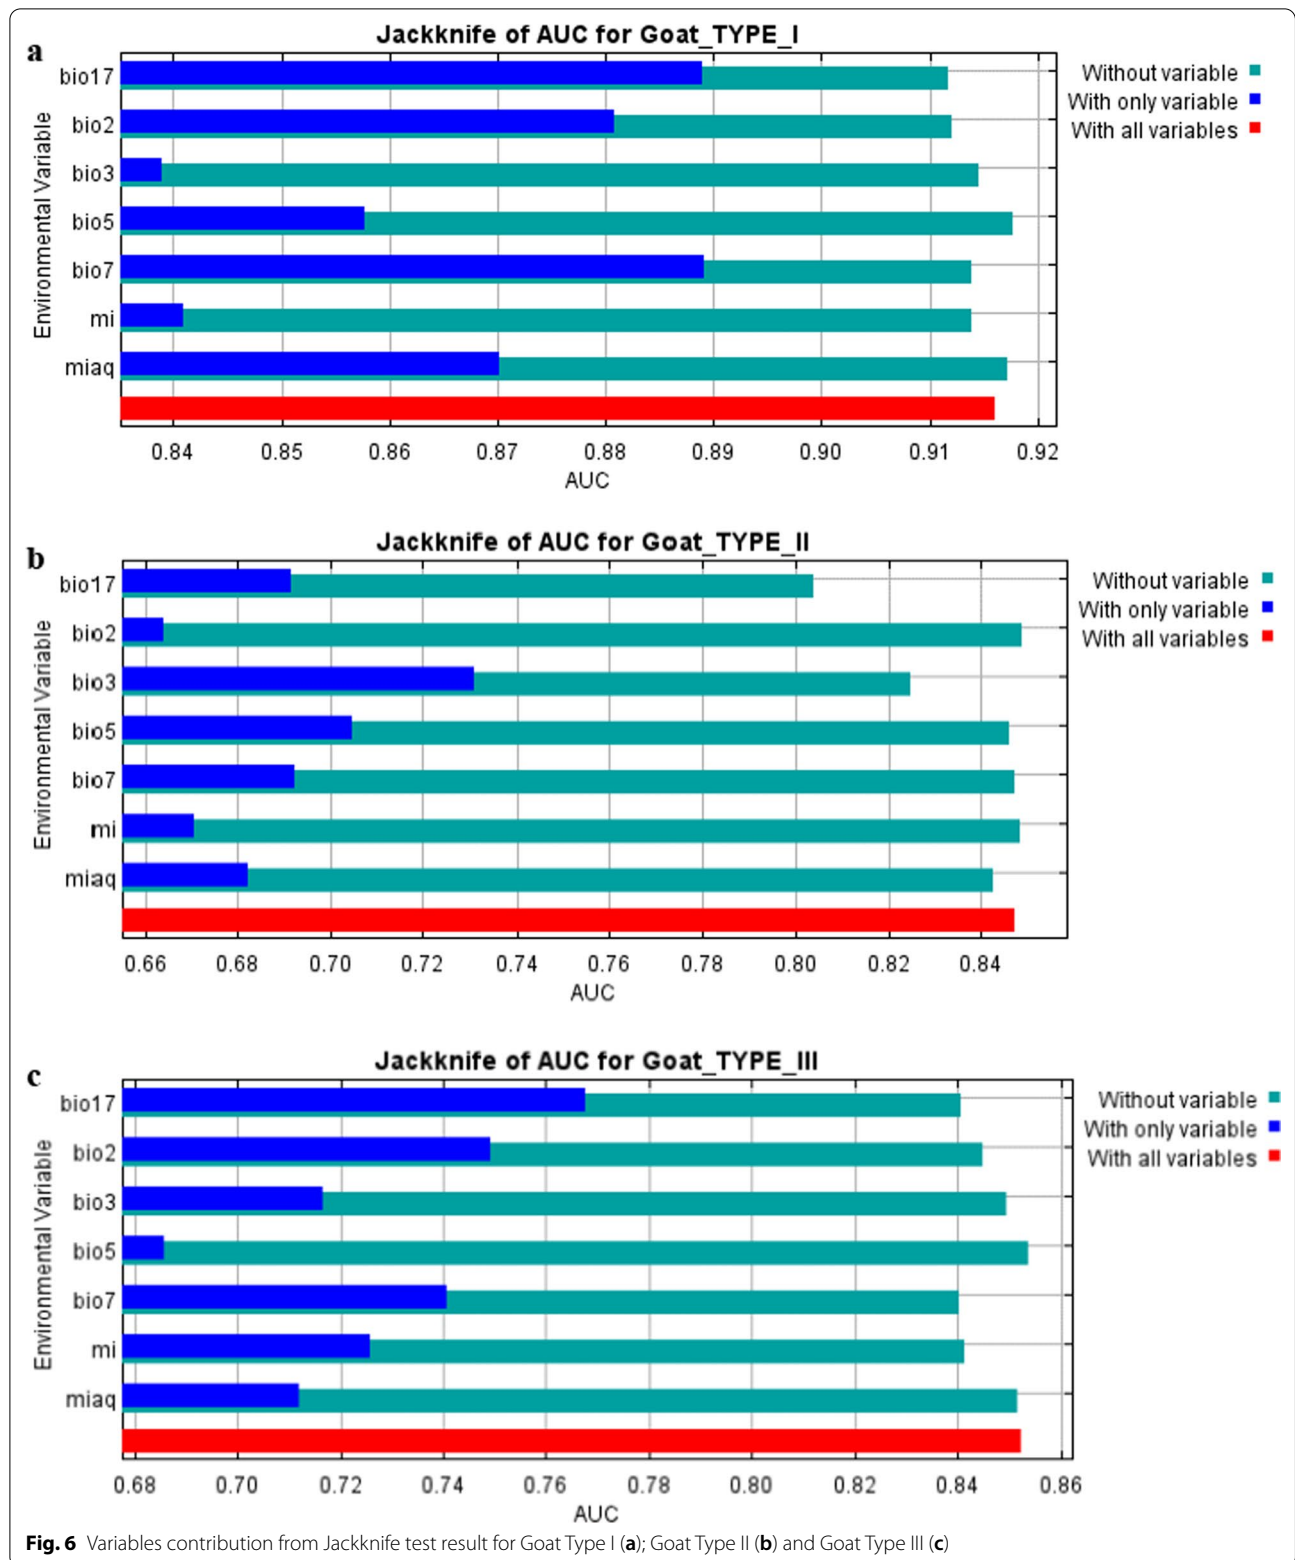 a
Jackknife of AUC for Goat_TYPE_I
Environmental Variable
bio17
bio2
bio3
bio5
bio7
mi
miaq
Without variable
With only variable
With all variables
0.84 0.85 0.86 0.87 0.88 0.89 0.90 0.91 0.92
AUC
b
Jackknife of AUC for Goat_TYPE_II
Environmental Variable
bio17
bio2
bio3
bio5
bio7
mi
miaq
Without variable
With only variable
With all variables
0.66 0.68 0.70 0.72 0.74 0.76 0.78 0.80 0.82 0.84
AUC
c
Jackknife of AUC for Goat_TYPE_III
Environmental Variable
bio17
bio2
bio3
bio5
bio7
mi
miaq
Without variable
With only variable
With all variables
0.68 0.70 0.72 0.74 0.76 0.78 0.80 0.82 0.84 0.86
AUC
Fig. 6 Variables contribution from Jackknife test result for Goat Type I (a); Goat Type II (b) and Goat Type III (c)